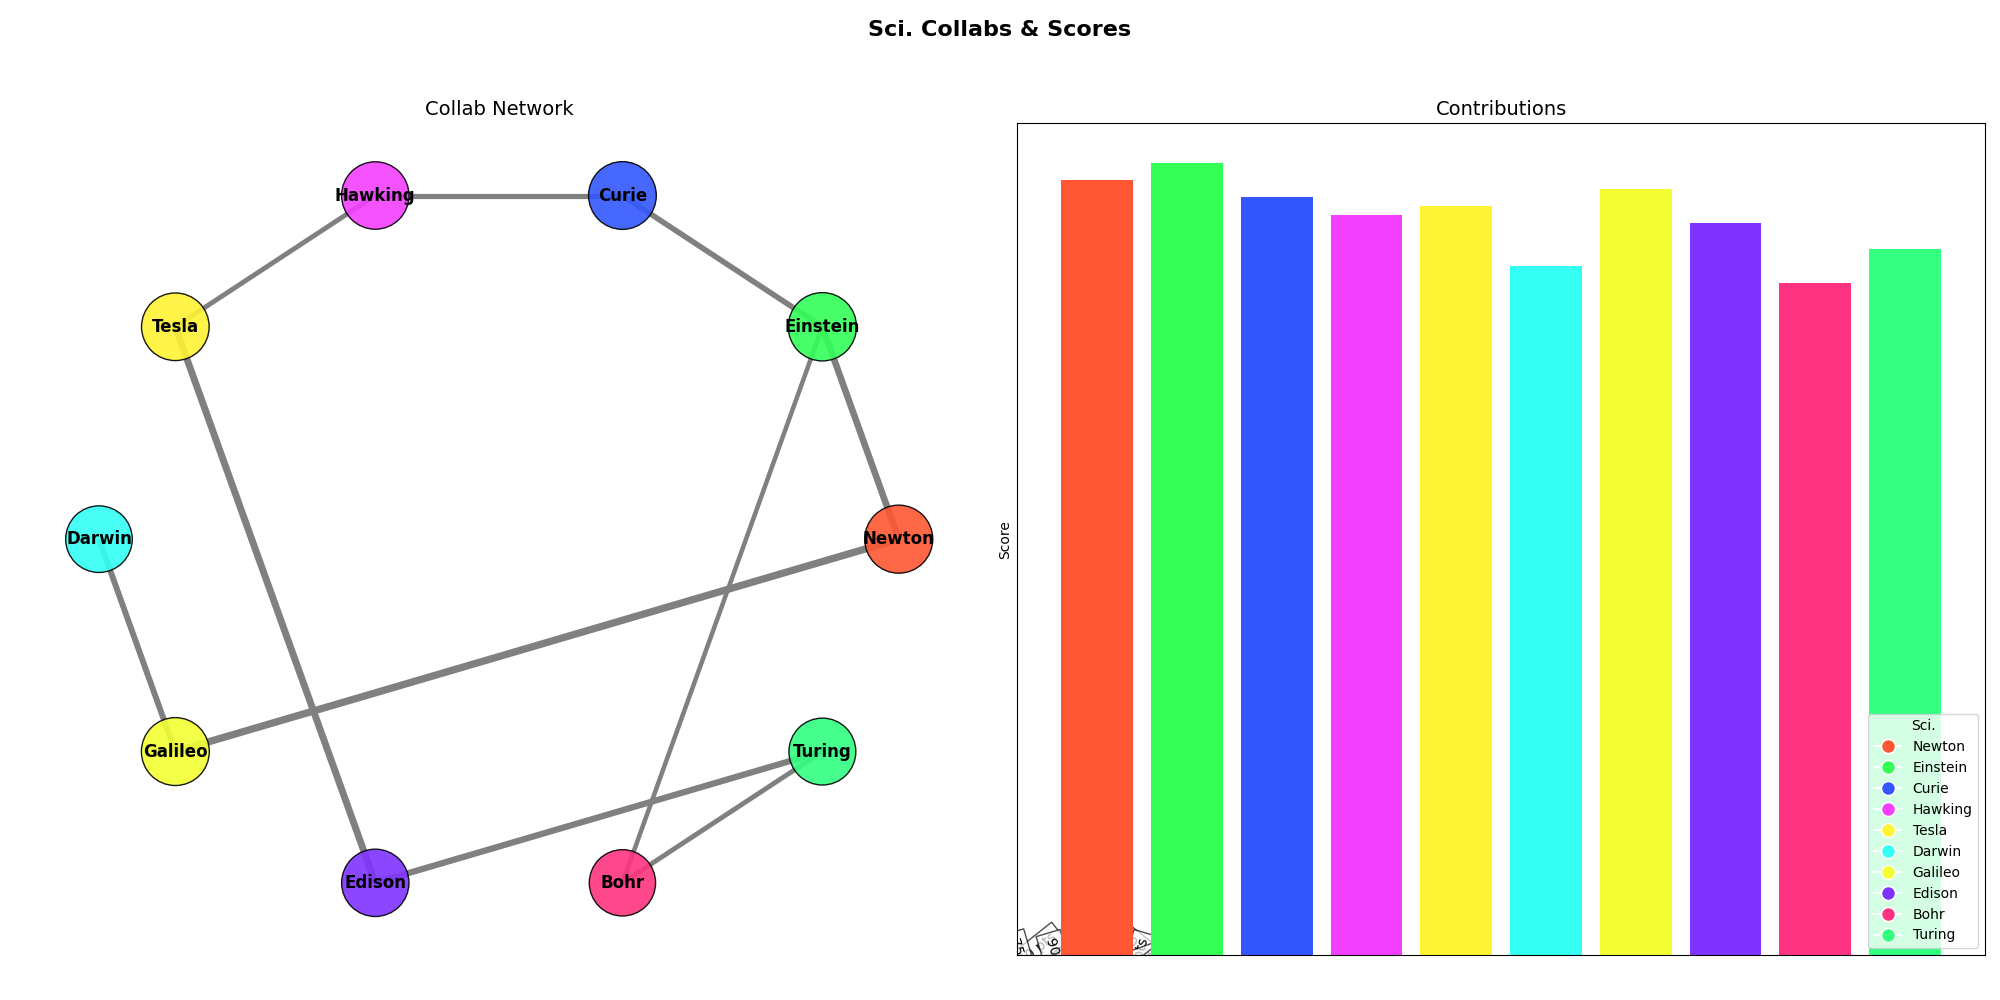 Sci. Collabs & Scores
Collab Network
Hawking
Curie
Tesla
Einstein
Darwin
Newton
Galileo
Turing
Edison
Bohr
Contributions
Score
90
Sci.
Newton
Einstein
Curie
Hawking
Tesla
Darwin
Galileo
Edison
Bohr
Turing